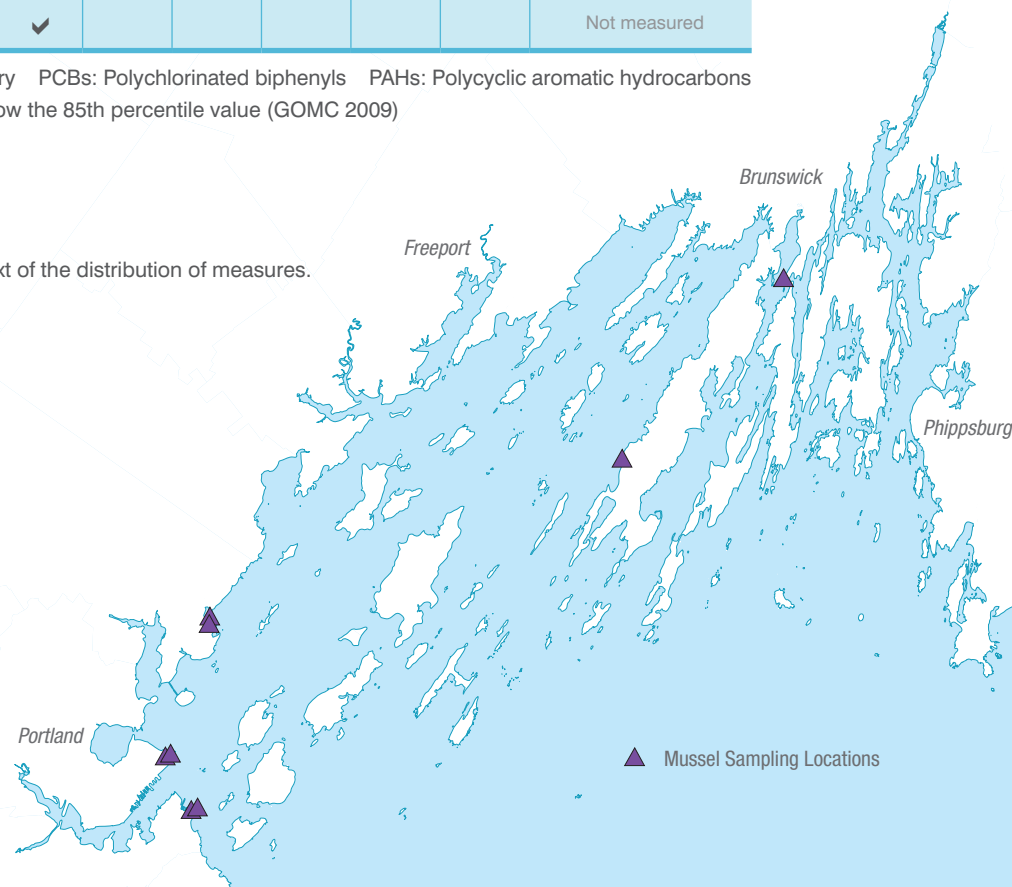 Not measured
PCBs: Polychlorinated biphenyls PAHs: Polycyclic aromatic hydrocarbons
the 85th percentile value (GOMC 2009)
Brunswick
Freeport
of the distribution of measures.
Phippsburg
Portland
Mussel Sampling Locations